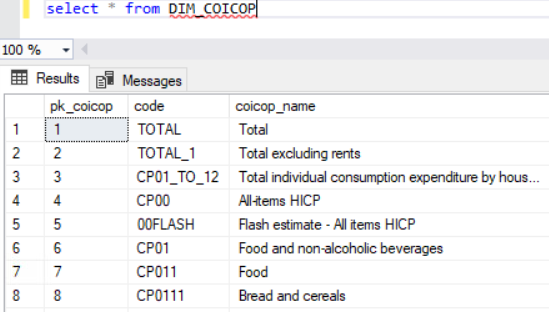 select * from DIM_COICOP
100 %
Results Messages
pk_coicop code coicop_name
1 1 TOTAL Total
2 2 TOTAL_1 Total excluding rents
3 3 CP01_TO_12 Total individual consumption expenditure by hous...
4 4 CP00 All-items HICP
5 5 00FLASH Flash estimate - All items HICP
6 6 CP01 Food and non-alcoholic beverages
7 7 CP011 Food
8 8 CP0111 Bread and cereals